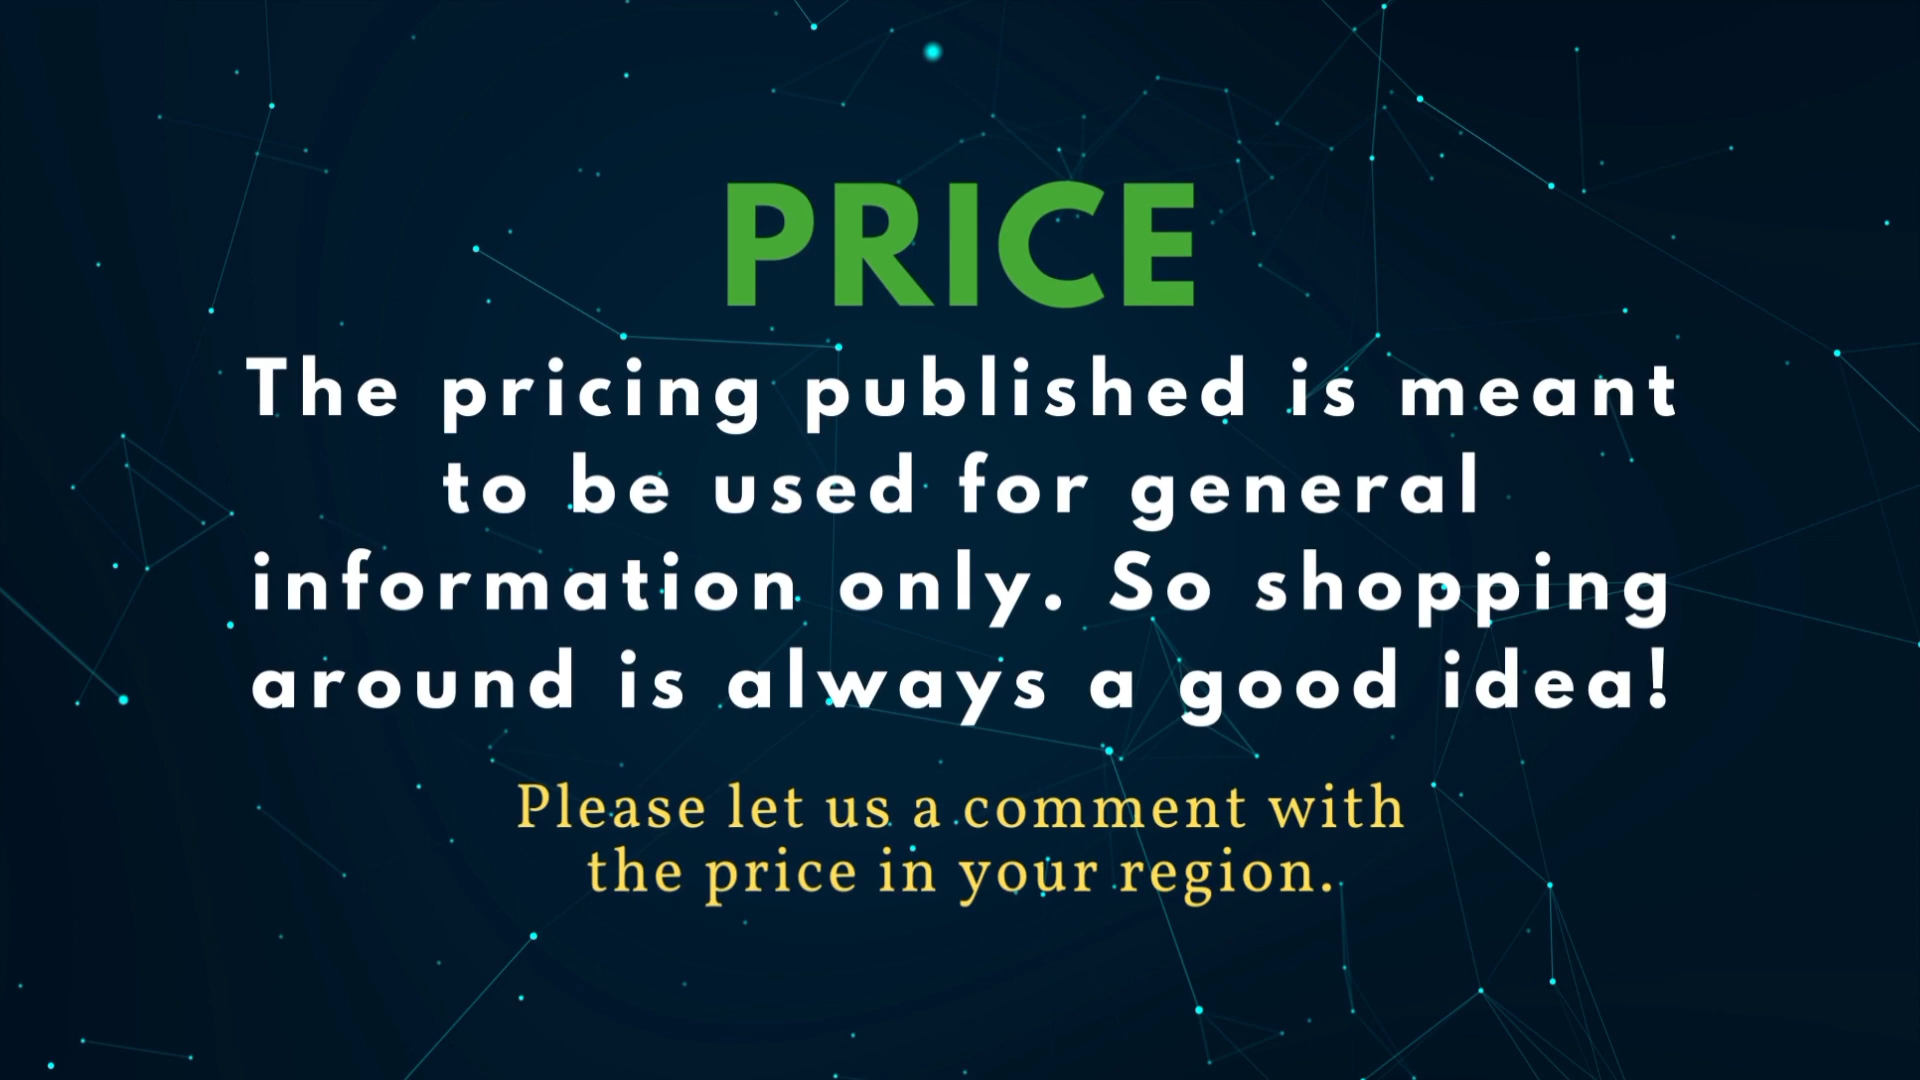 PRICE
The pricing published is meant
to be used for general
information only. So shopping
around is always a good idea!
Please let us a comment with
the price in your region.